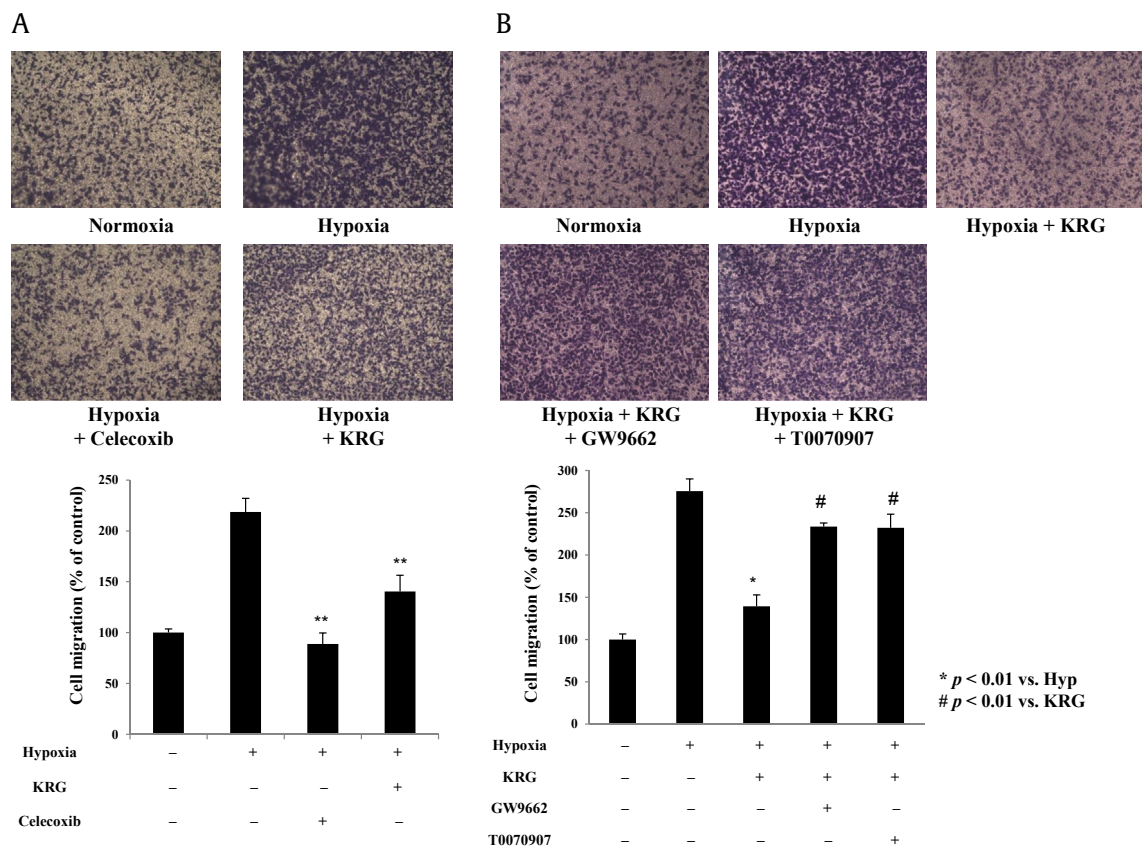 A
Normoxia
Hypoxia
Hypoxia
+ Celecoxib
Hypoxia
+ KRG
Cell migration (% of control)
250
200
150
100
50
0
**
**
Hypoxia – + + +
KRG – – – +
Celecoxib – – + –
B
Normoxia
Hypoxia
Hypoxia + KRG
Hypoxia + KRG
+ GW9662
Hypoxia + KRG
+ T0070907
Cell migration (% of control)
300
250
200
150
100
50
0
*
#
#
* p < 0.01 vs. Hyp
# p < 0.01 vs. KRG
Hypoxia – + + + +
KRG – – + + +
GW9662 – – – + –
T0070907 – – – – +